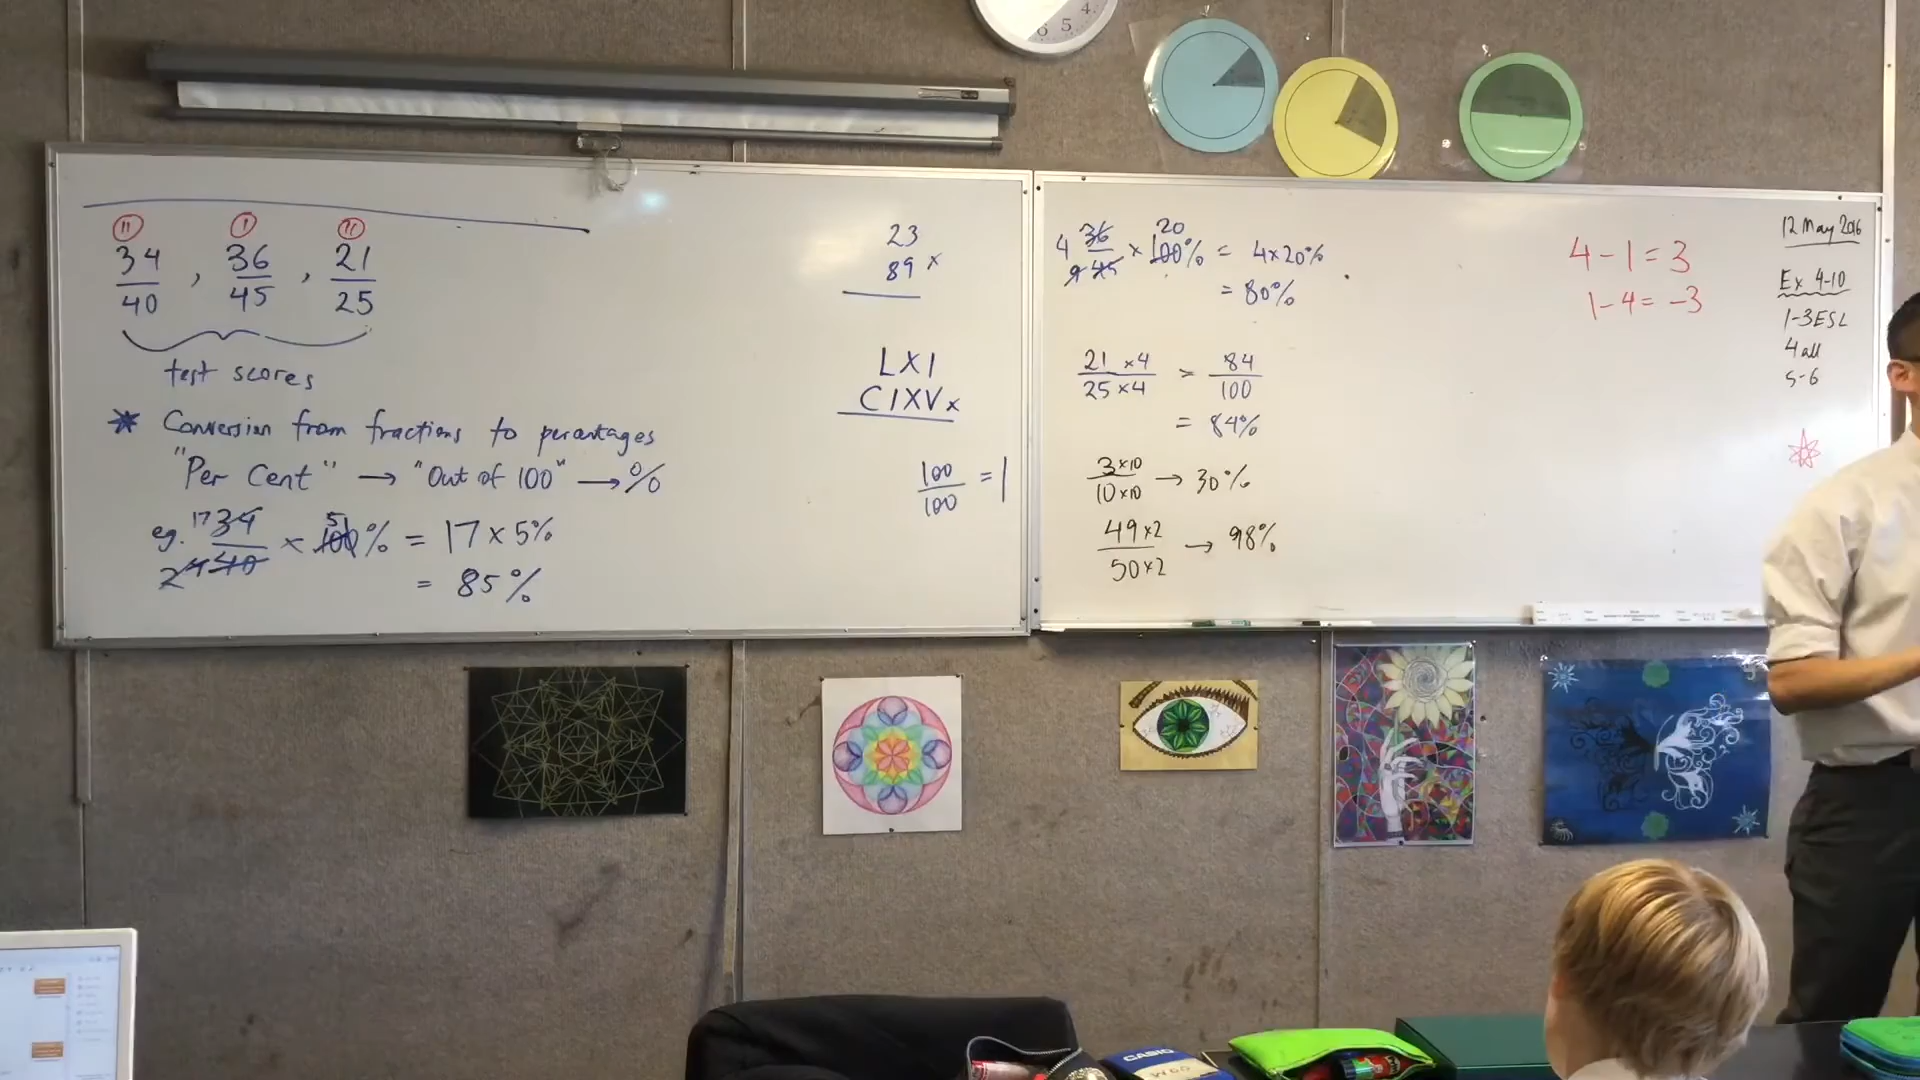 11 1 11
34/40 , 36/45 , 21/25
test scores
* Conversion from fractions to percentages
"Per Cent" → "Out of 100" → %
eg. 17 34/40 4 2 × 100 5 % = 17 × 5%
= 85%
23
89 ×
LXI
CIXV ×
100/100 = 1
4 36/45 9 × 100 20 % = 4×20%
= 80%
21 ×4/25 ×4 = 84/100
= 84%
3×10/10×10 → 30%
49×2/50×2 → 98%
4 - 1 = 3
1 - 4 = -3
12 May 2016
Ex 4-10
1-3 ESL
4 all
5-6
6 5 4
CASIO